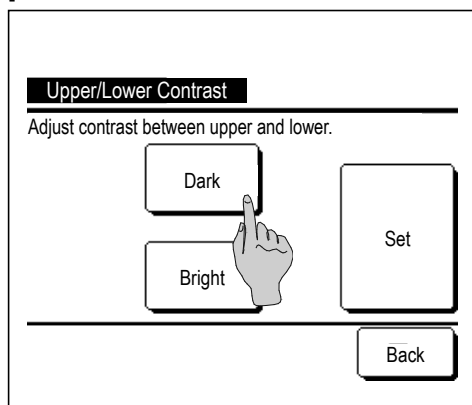 Upper/Lower Contrast
Adjust contrast between upper and lower.
Dark
Set
Bright
Back